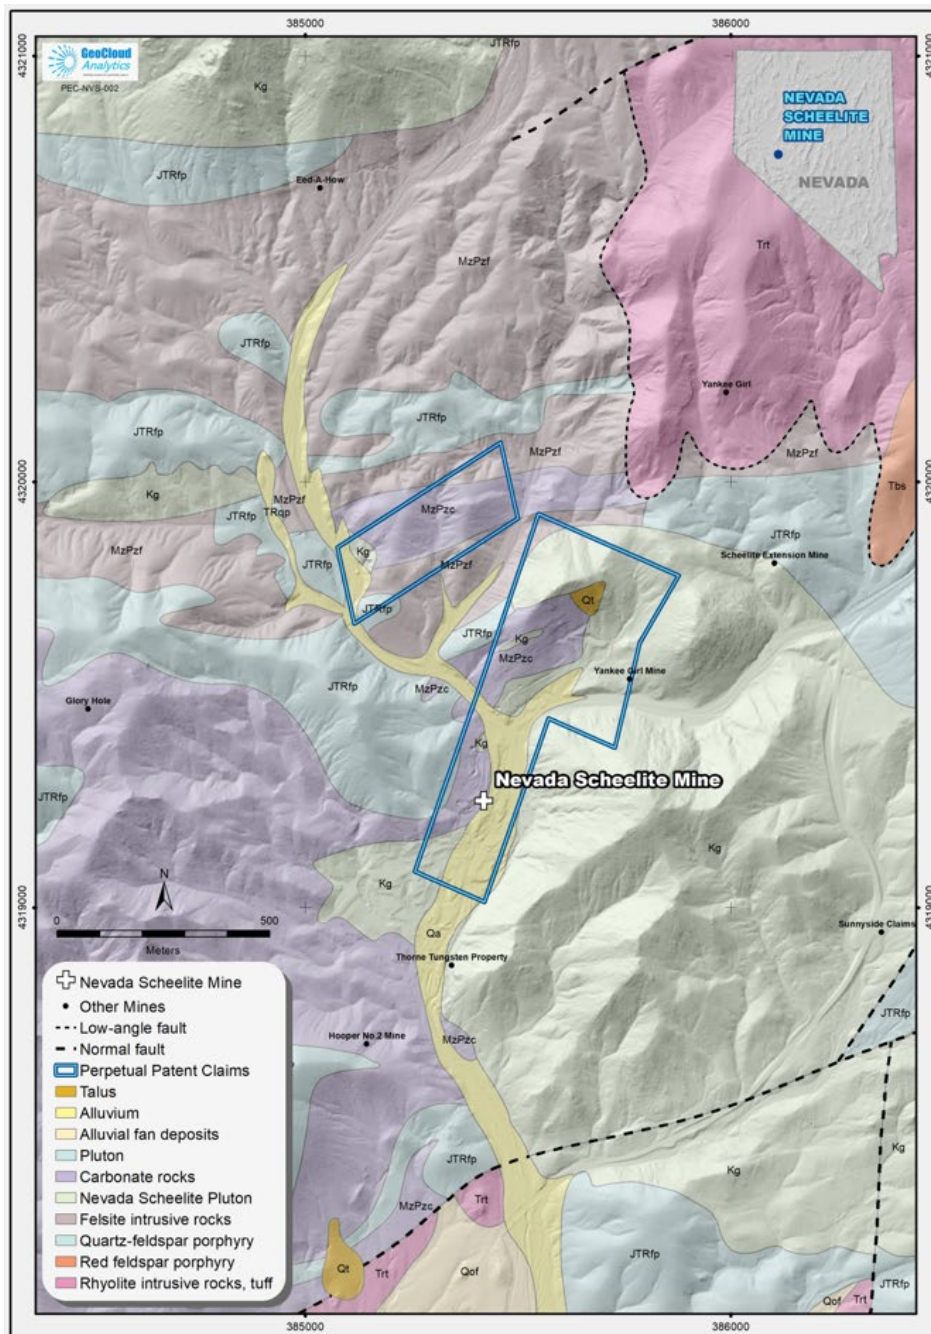 385000
386000
4321000
4321000
GeoCloud
Analytics
PEC-NVS-002
JTRfp
Kg
NEVADA
SCHEELITE
MINE
NEVADA
JTRfp
Eed-A-How
Trt
MzPzf
JTRfp
Yankee Girl
JTRfp
JTRfp
MzPzf
MzPzf
4320000
4320000
Kg
MzPzf
TRqp
MzPzc
Tbs
JTRfp
JTRfp
MzPzf
Kg
JTRfp
Scheelite Extension Mine
MzPzf
Qt
JTRfp
JTRfp
Kg
MzPzc
JTRfp
Yankee Girl Mine
MzPzc
Glory Hole
Kg
Nevada Scheelite Mine
JTRfp
Kg
Kg
N
4319000
4319000
0
500
Meters
Qa
Sunnyside Claims
Thorne Tungsten Property
JTRfp
Hooper No.2 Mine
MzPzc
Nevada Scheelite Mine
Other Mines
Low-angle fault
Normal fault
Perpetual Patent Claims
Talus
Alluvium
Alluvial fan deposits
Pluton
Carbonate rocks
Nevada Scheelite Pluton
Felsite intrusive rocks
Quartz-feldspar porphyry
Red feldspar porphyry
Rhyolite intrusive rocks, tuff
Kg
JTRfp
Kg
MzPzc
Trt
JTRfp
Qt
Trt
Qof
JTRfp
Qof
Trt
385000
386000